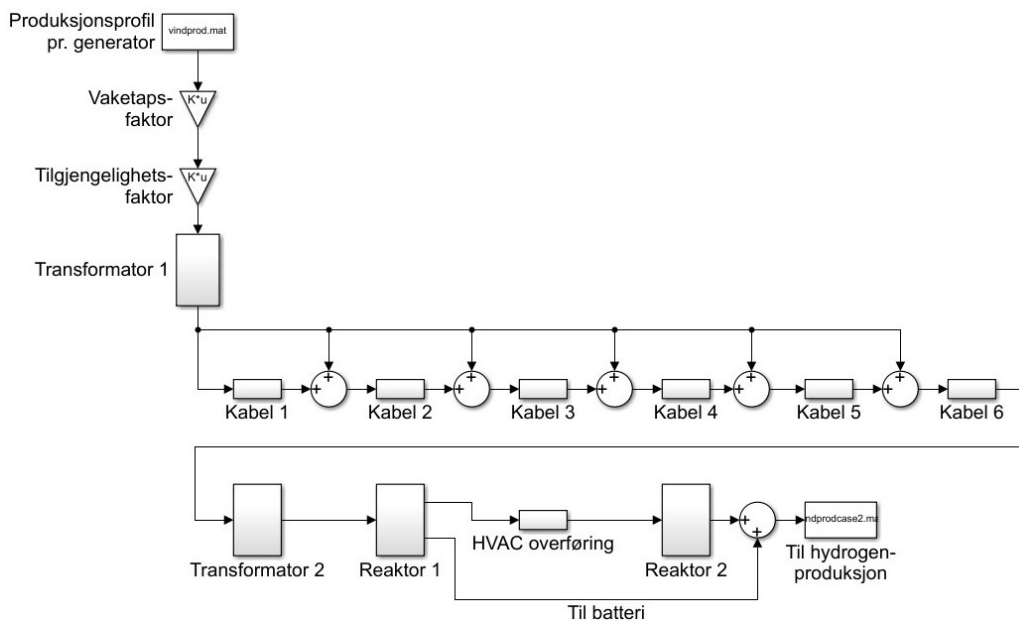 Produksjonsprofil
pr. generator
vindprod.mat
Vaketaps-
faktor
K*u
Tilgjengelighets-
faktor
K*u
Transformator 1
Kabel 1
Kabel 2
Kabel 3
Kabel 4
Kabel 5
Kabel 6
Transformator 2
Reaktor 1
HVAC overføring
Reaktor 2
ndprodcase2.ma
Til hydrogen-
produksjon
Til batteri